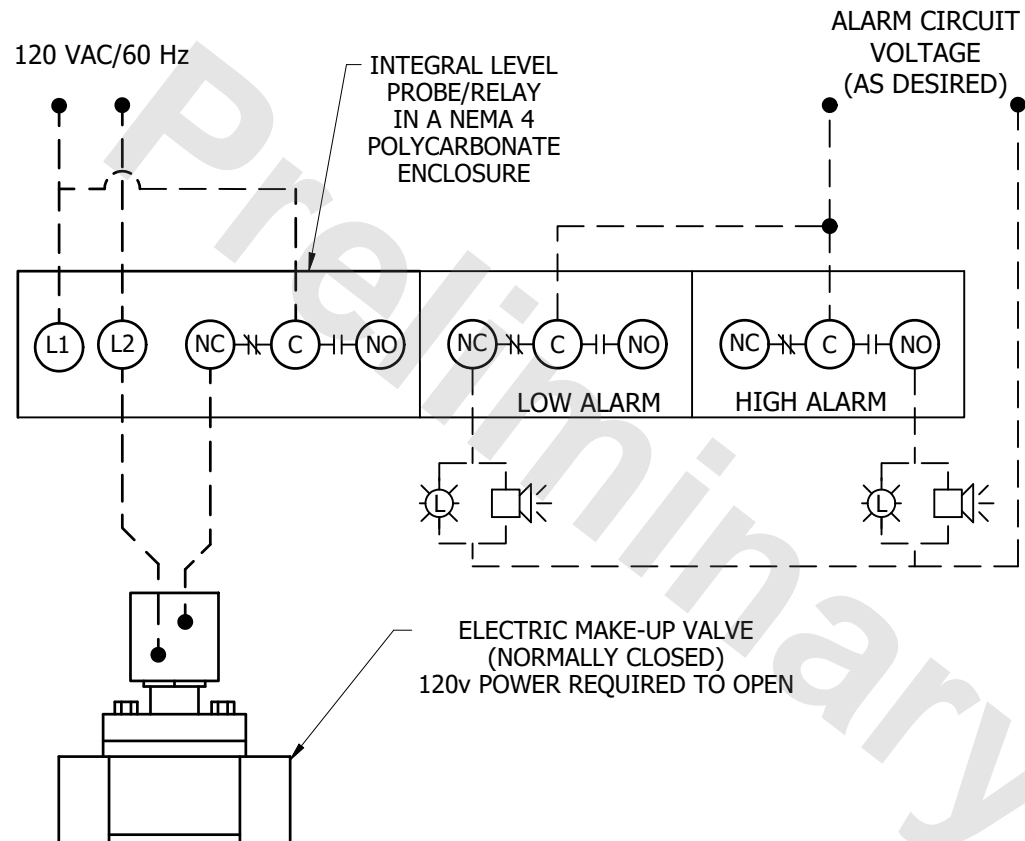 120 VAC/60 Hz
INTEGRAL LEVEL
PROBE/RELAY
IN A NEMA 4
POLYCARBONATE
ENCLOSURE
ALARM CIRCUIT
VOLTAGE
(AS DESIRED)
L1 L2 NC C NO NC C NO NC C NO
LOW ALARM HIGH ALARM
L L
ELECTRIC MAKE-UP VALVE
(NORMALLY CLOSED)
120v POWER REQUIRED TO OPEN
Preliminary